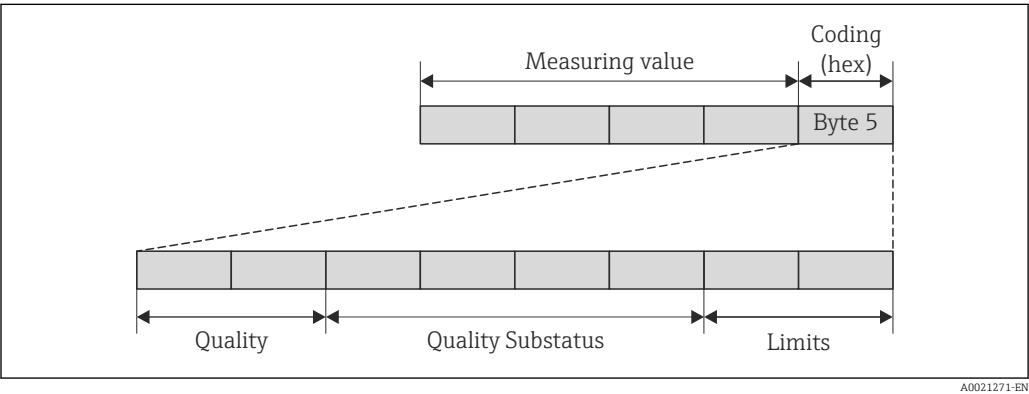 Coding
Measuring value
(hex)
Byte 5
Quality
Quality Substatus
Limits
A0021271-EN